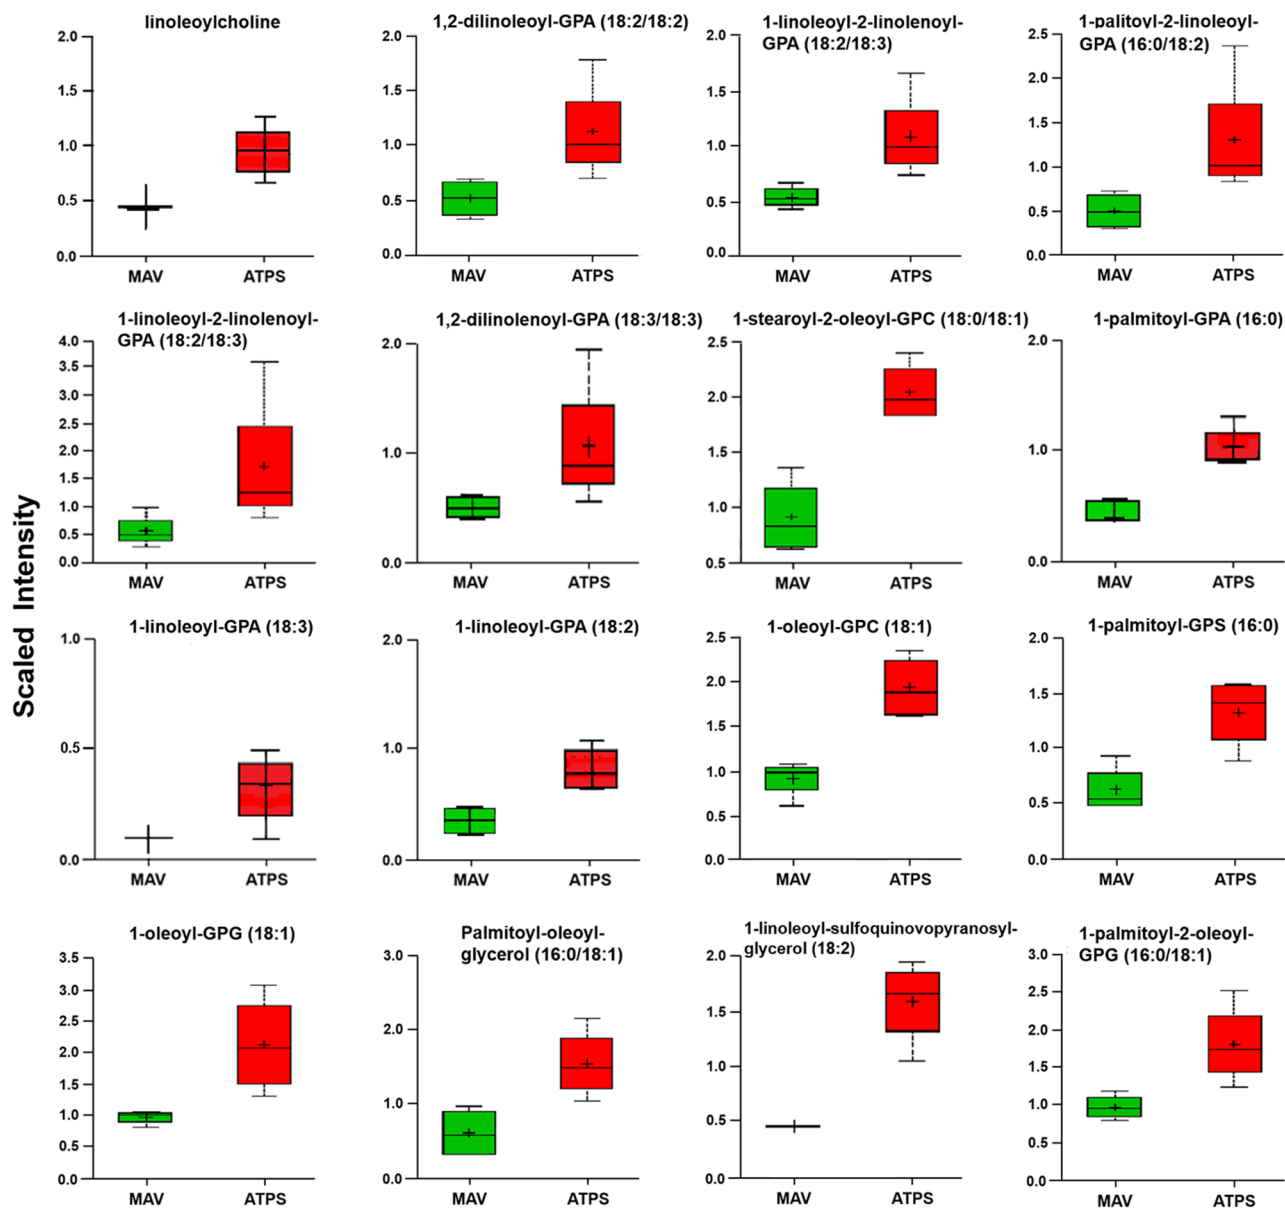 Scaled Intensity
linoleoylcholine
2.0
1.5
1.0
0.5
0.0
MAV ATPS
1,2-dilinoleoyl-GPA (18:2/18:2)
2.0
1.5
1.0
0.5
0.0
MAV ATPS
1-linoleoyl-2-linolenoyl-
GPA (18:2/18:3)
2.0
1.5
1.0
0.5
0.0
MAV ATPS
1-palitovl-2-linoleoyl-
GPA (16:0/18:2)
2.5
2.0
1.5
1.0
0.5
0.0
MAV ATPS
1-linoleoyl-2-linolenoyl-
GPA (18:2/18:3)
4.0
3.5
3.0
2.5
2.0
1.5
1.0
0.5
0.0
MAV ATPS
1,2-dilinolenoyl-GPA (18:3/18:3)
2.0
1.0
0.0
MAV ATPS
1-stearoyl-2-oleoyl-GPC (18:0/18:1)
2.5
2.0
1.5
1.0
0.5
MAV ATPS
1-palmitoyl-GPA (16:0)
2.0
1.0
0.0
MAV ATPS
1-linoleoyl-GPA (18:3)
1.0
0.5
0.0
MAV ATPS
1-linoleoyl-GPA (18:2)
2.0
1.0
0.0
MAV ATPS
1-oleoyl-GPC (18:1)
2.5
2.0
1.5
1.0
0.5
0.0
MAV ATPS
1-palmitoyl-GPS (16:0)
2.0
1.5
1.0
0.5
0.0
MAV ATPS
1-oleoyl-GPG (18:1)
3.5
3.0
2.5
2.0
1.5
1.0
0.5
0.0
MAV ATPS
Palmitoyl-oleoyl-
glycerol (16:0/18:1)
3.0
2.0
1.0
0.0
MAV ATPS
1-linoleoyl-sulfoquinovopyranosyl-
glycerol (18:2)
2.0
1.5
1.0
0.5
0.0
MAV ATPS
1-palmitoyl-2-oleoyl-
GPG (16:0/18:1)
3.0
2.0
1.5
1.0
0.5
0.0
MAV ATPS